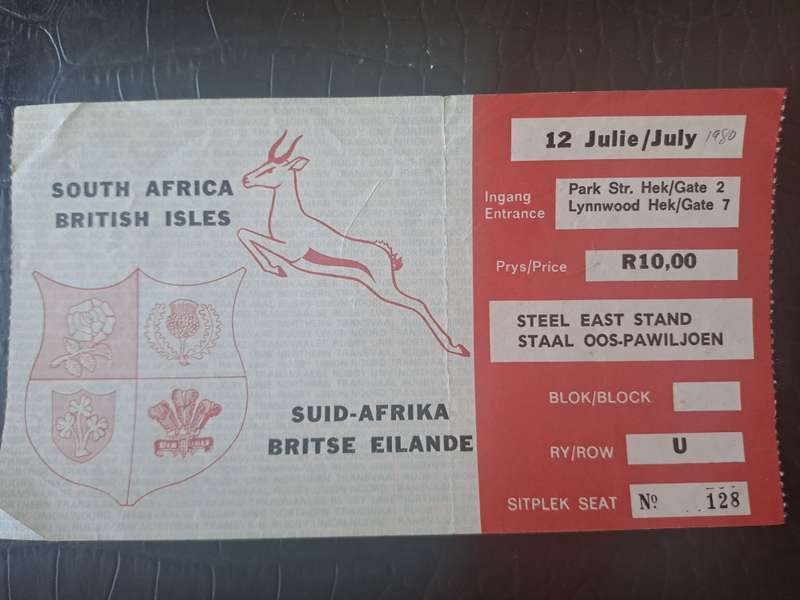 SOUTH AFRICA
BRITISH ISLES
SUID-AFRIKA
BRITSE EILANDE
12 Julie/July 1980
Ingang
Entrance
Park Str. Hek/Gate 2
Lynnwood Hek/Gate 7
Prys/Price
R10,00
STEEL EAST STAND
STAAL OOS-PAWILJOEN
BLOK/BLOCK
RY/ROW
U
SITPLEK SEAT
Nº 128